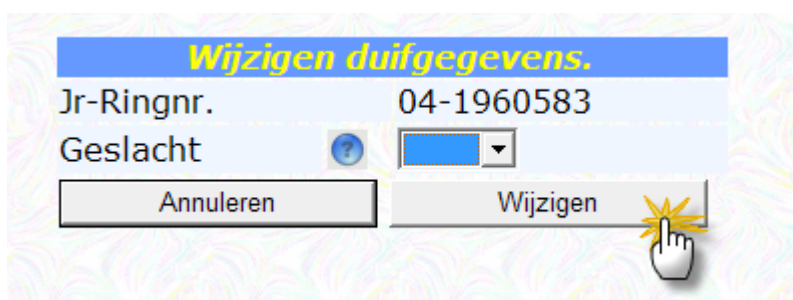 Wijzigen duifgegevens.
Jr-Ringnr. 04-1960583
Geslacht ?
Annuleren Wijzigen